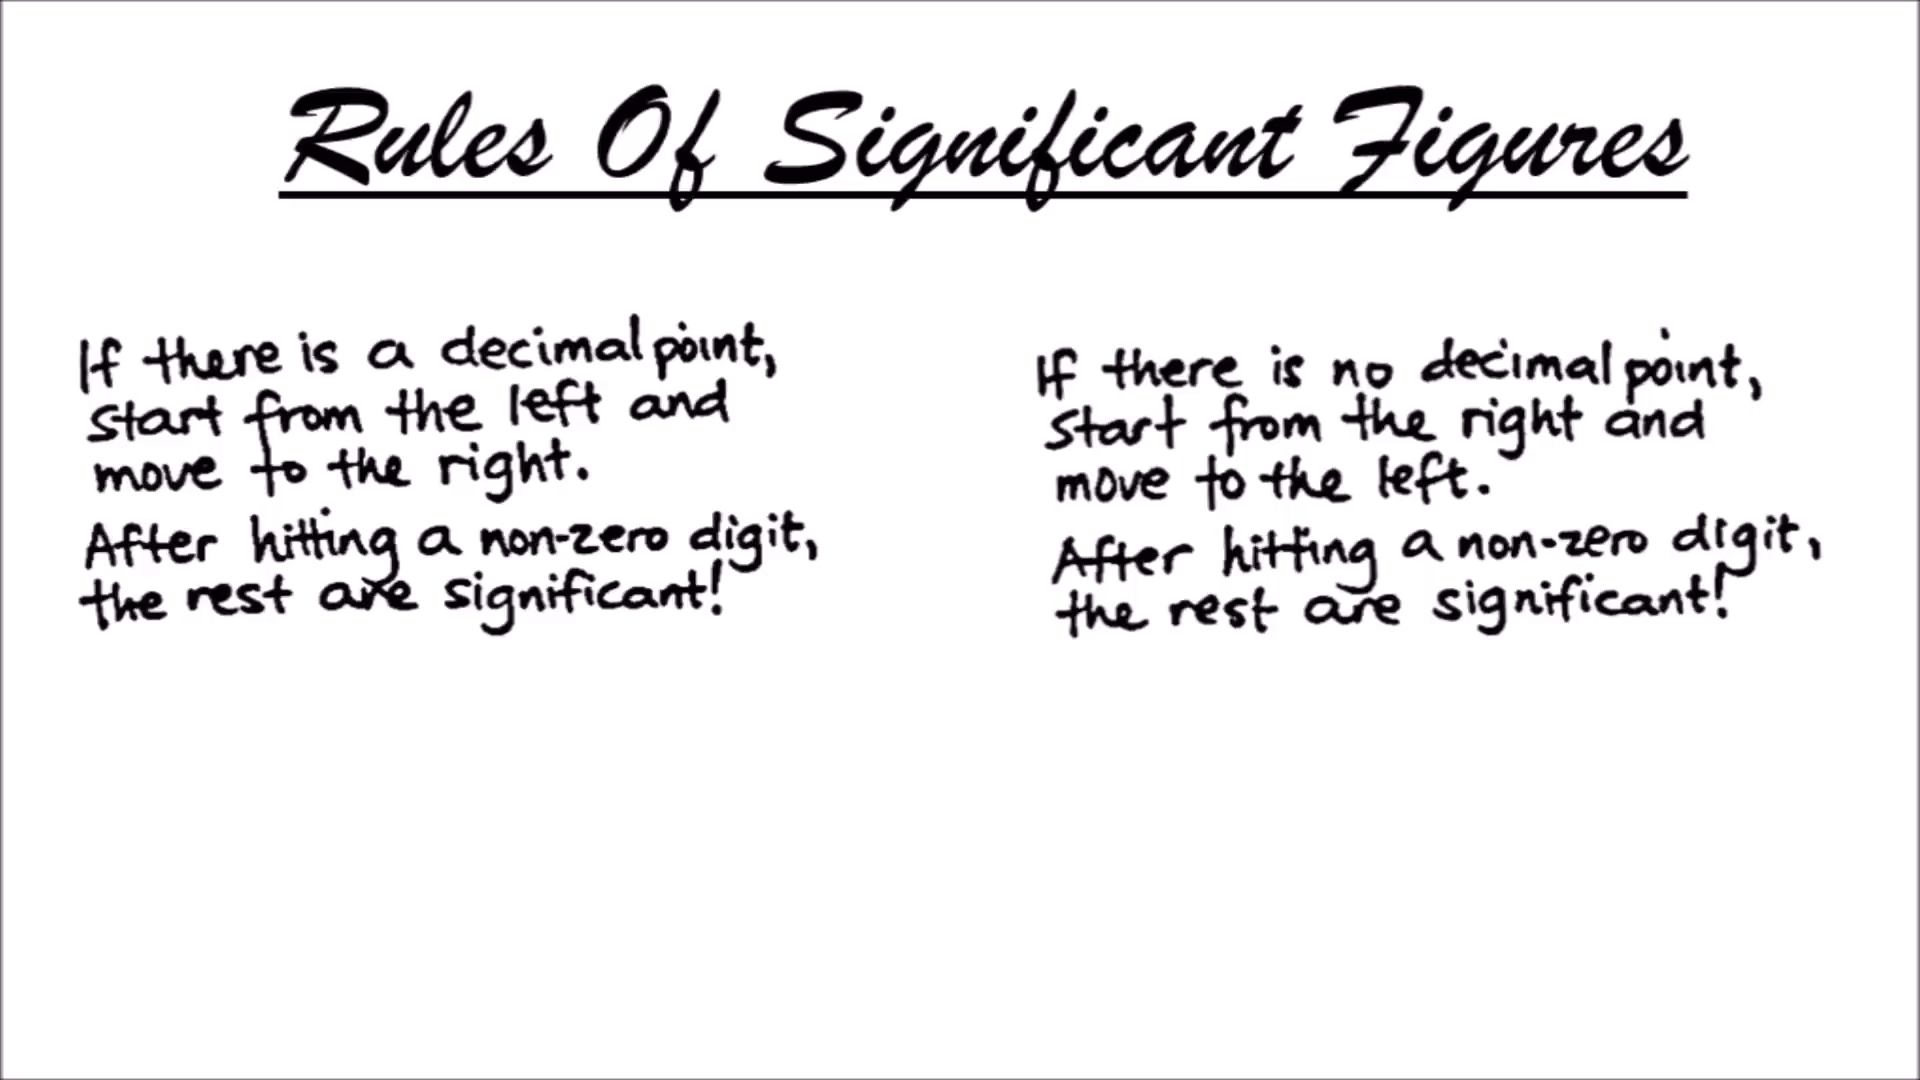 Rules Of Significant Figures
If there is a decimal point,
start from the left and
move to the right.
After hitting a non-zero digit,
the rest are significant!
If there is no decimal point,
start from the right and
move to the left.
After hitting a non-zero digit,
the rest are significant!